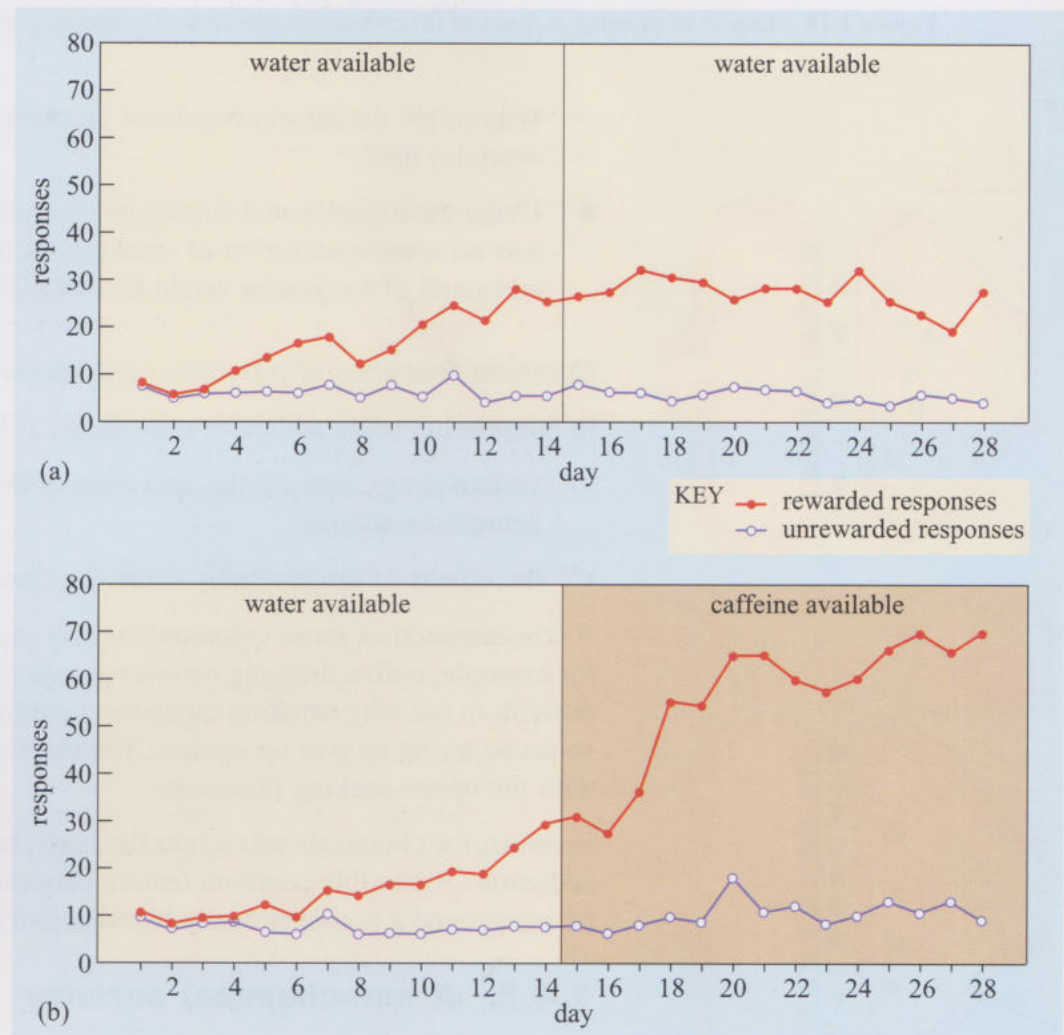 water available
water available
80
70
60
50
40
30
20
10
0
responses
2 4 6 8 10 12 14 16 18 20 22 24 26 28
day
(a)
KEY
rewarded responses
unrewarded responses
water available
caffeine available
80
70
60
50
40
30
20
10
0
responses
2 4 6 8 10 12 14 16 18 20 22 24 26 28
day
(b)